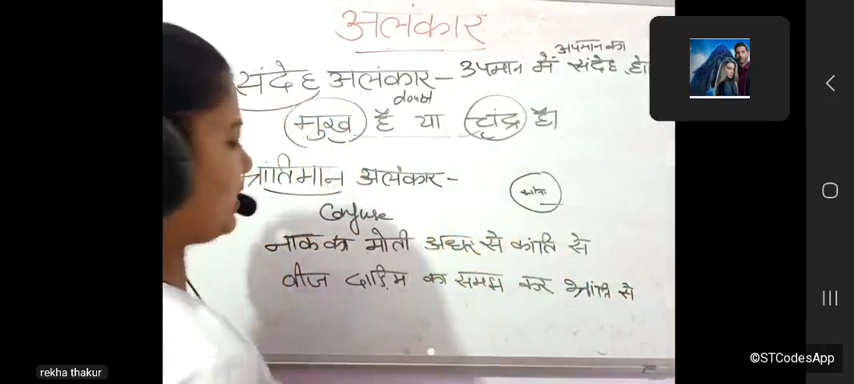 अलंकार
अपमान का
संदेह अलंकार - उपमान में संदेह हो
doubt
मुख है या चंद्र है।
भ्रांतिमान अलंकार -
Confuse
नाक का मोती अधर से कांति से
बीज दाड़िम का समझ कर भ्रांति से
rekha thakur
©STCodesApp